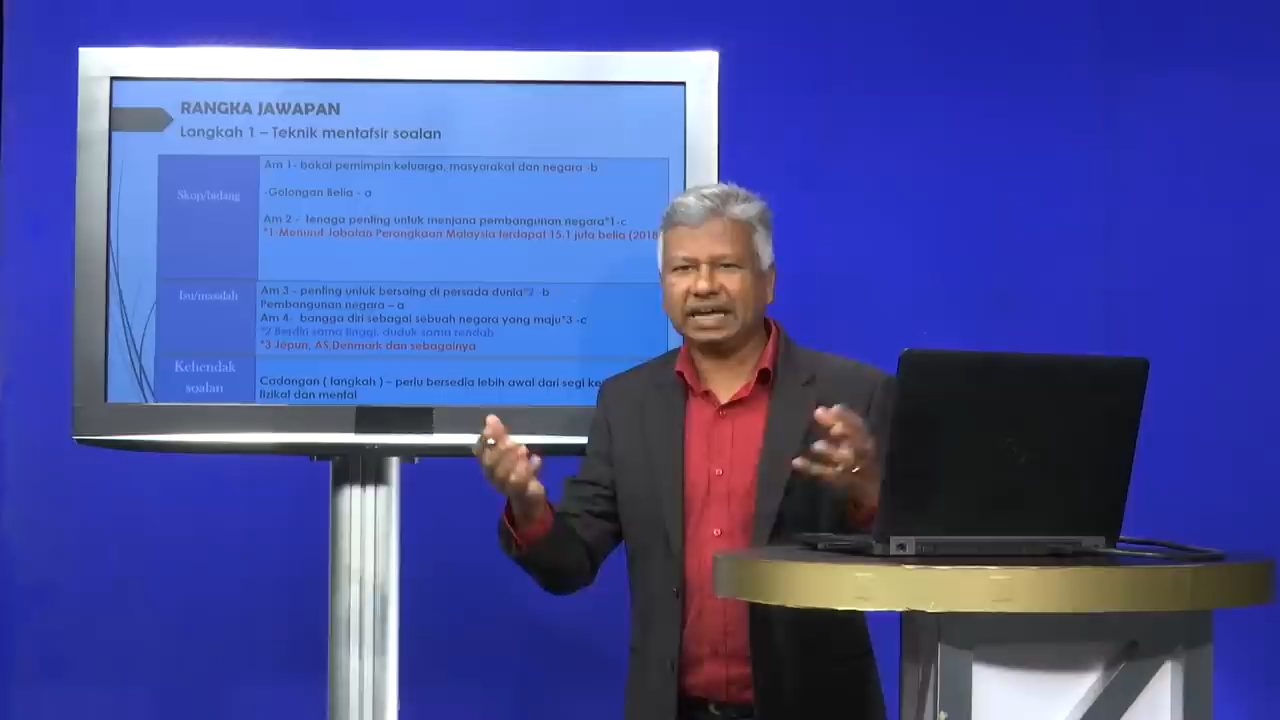 RANGKA JAWAPAN
Langkah 1 – Teknik mentafsir soalan
Am 1- bakal pemimpin keluarga, masyarakat dan negara -b
Skop/bidang
-Golongan Belia - a
Am 2 - tenaga penting untuk menjana pembangunan negara*1-c
*1 Menurut Jabatan Perangkaan Malaysia terdapat 15.1 juta belia (2018
Isu/masalah
Am 3 - penting untuk bersaing di persada dunia*2 -b
Pembangunan negara – a
Am 4- bangga diri sebagai sebuah negara yang maju*3 -c
*2 Berdiri sama tinggi, duduk sama rendah
*3 Jepun, AS,Denmark dan sebagainya
Kehendak
soalan
Cadangan ( langkah ) – perlu bersedia lebih awal dari segi
fizikal dan mental